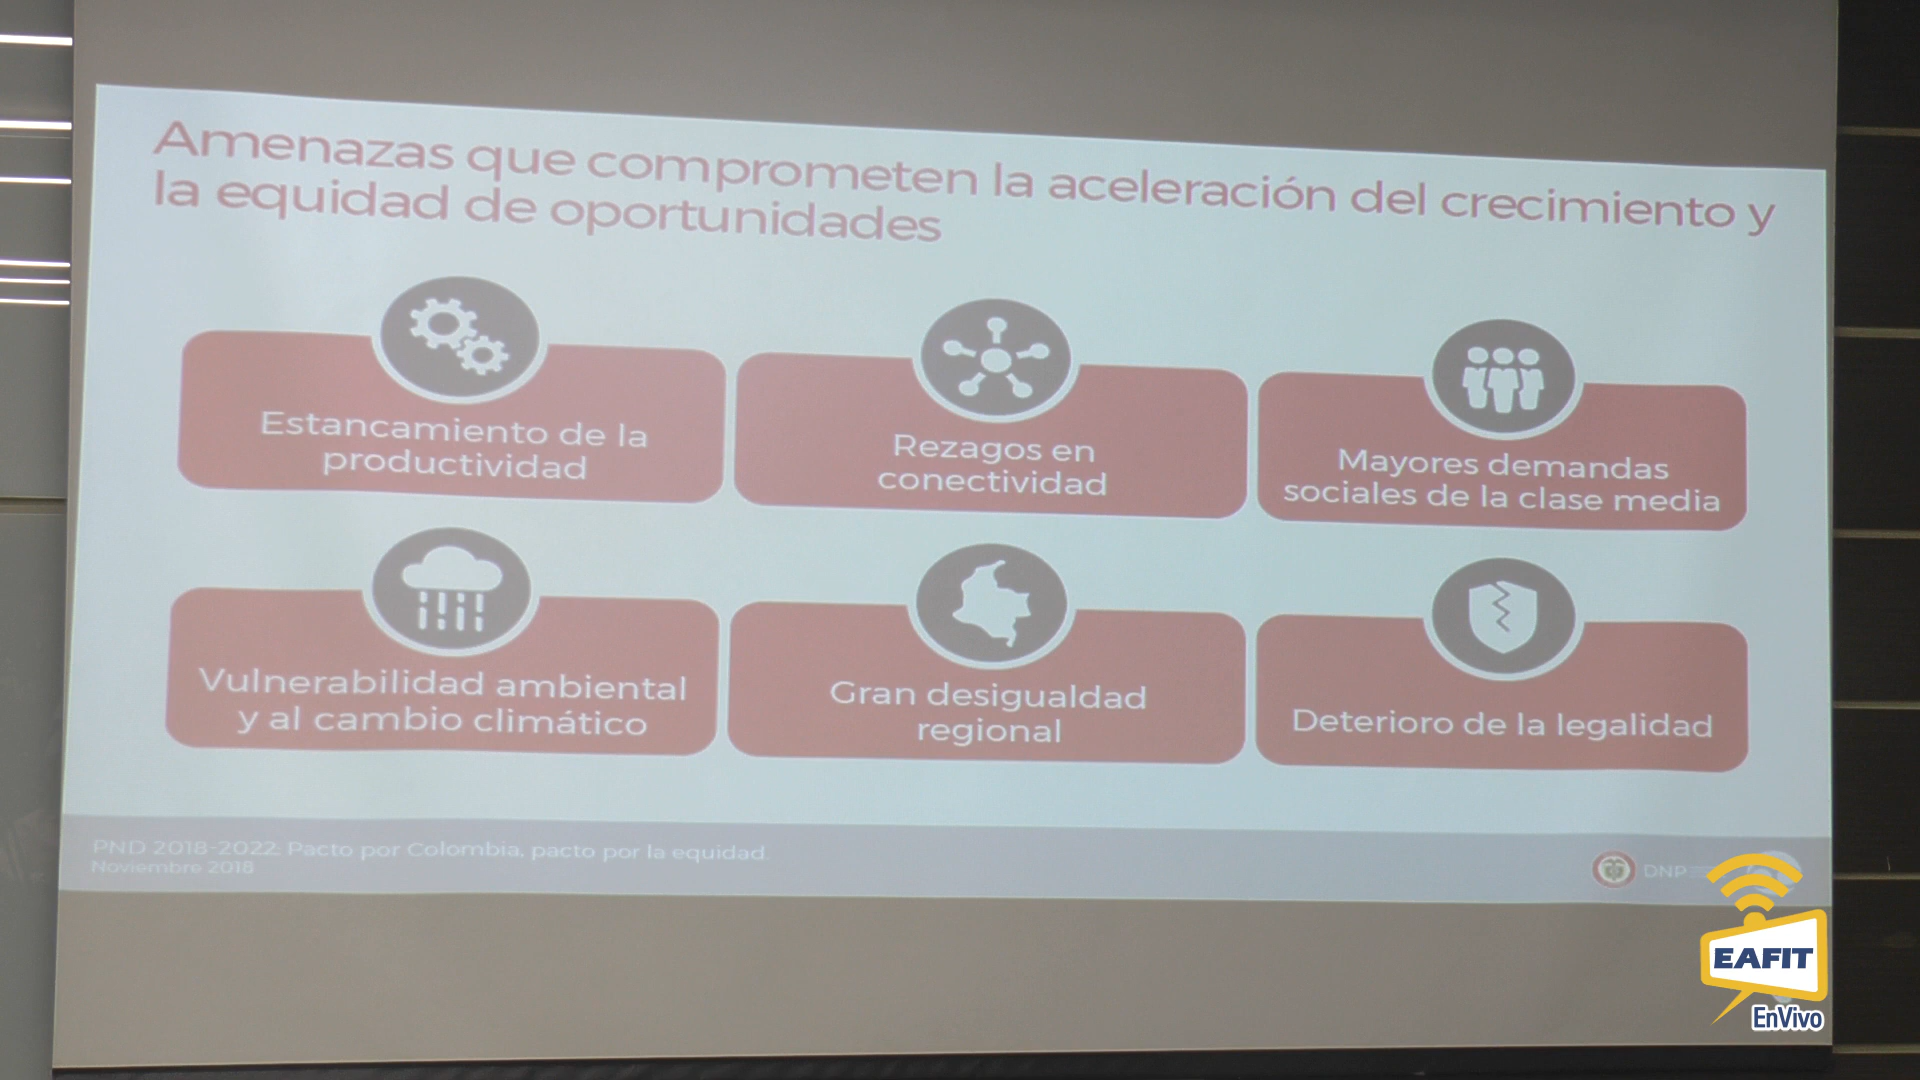 Amenazas que comprometen la aceleración del crecimiento y
la equidad de oportunidades
Estancamiento de la
productividad
Rezagos en
conectividad
Mayores demandas
sociales de la clase media
Vulnerabilidad ambiental
y al cambio climático
Gran desigualdad
regional
Deterioro de la legalidad
PND 2018-2022: Pacto por Colombia, pacto por la equidad
Noviembre 2018
DNP
EAFIT
EnVivo